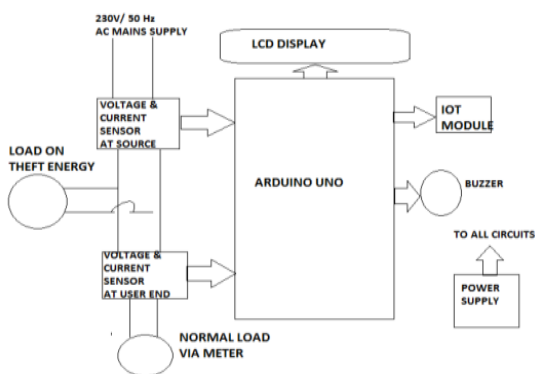 230V/ 50 Hz
AC MAINS SUPPLY
LCD DISPLAY
VOLTAGE &
CURRENT
SENSOR
AT SOURCE
IOT
MODULE
LOAD ON
THEFT ENERGY
ARDUINO UNO
BUZZER
TO ALL CIRCUITS
VOLTAGE &
CURRENT
SENSOR
AT USER END
POWER
SUPPLY
NORMAL LOAD
VIA METER